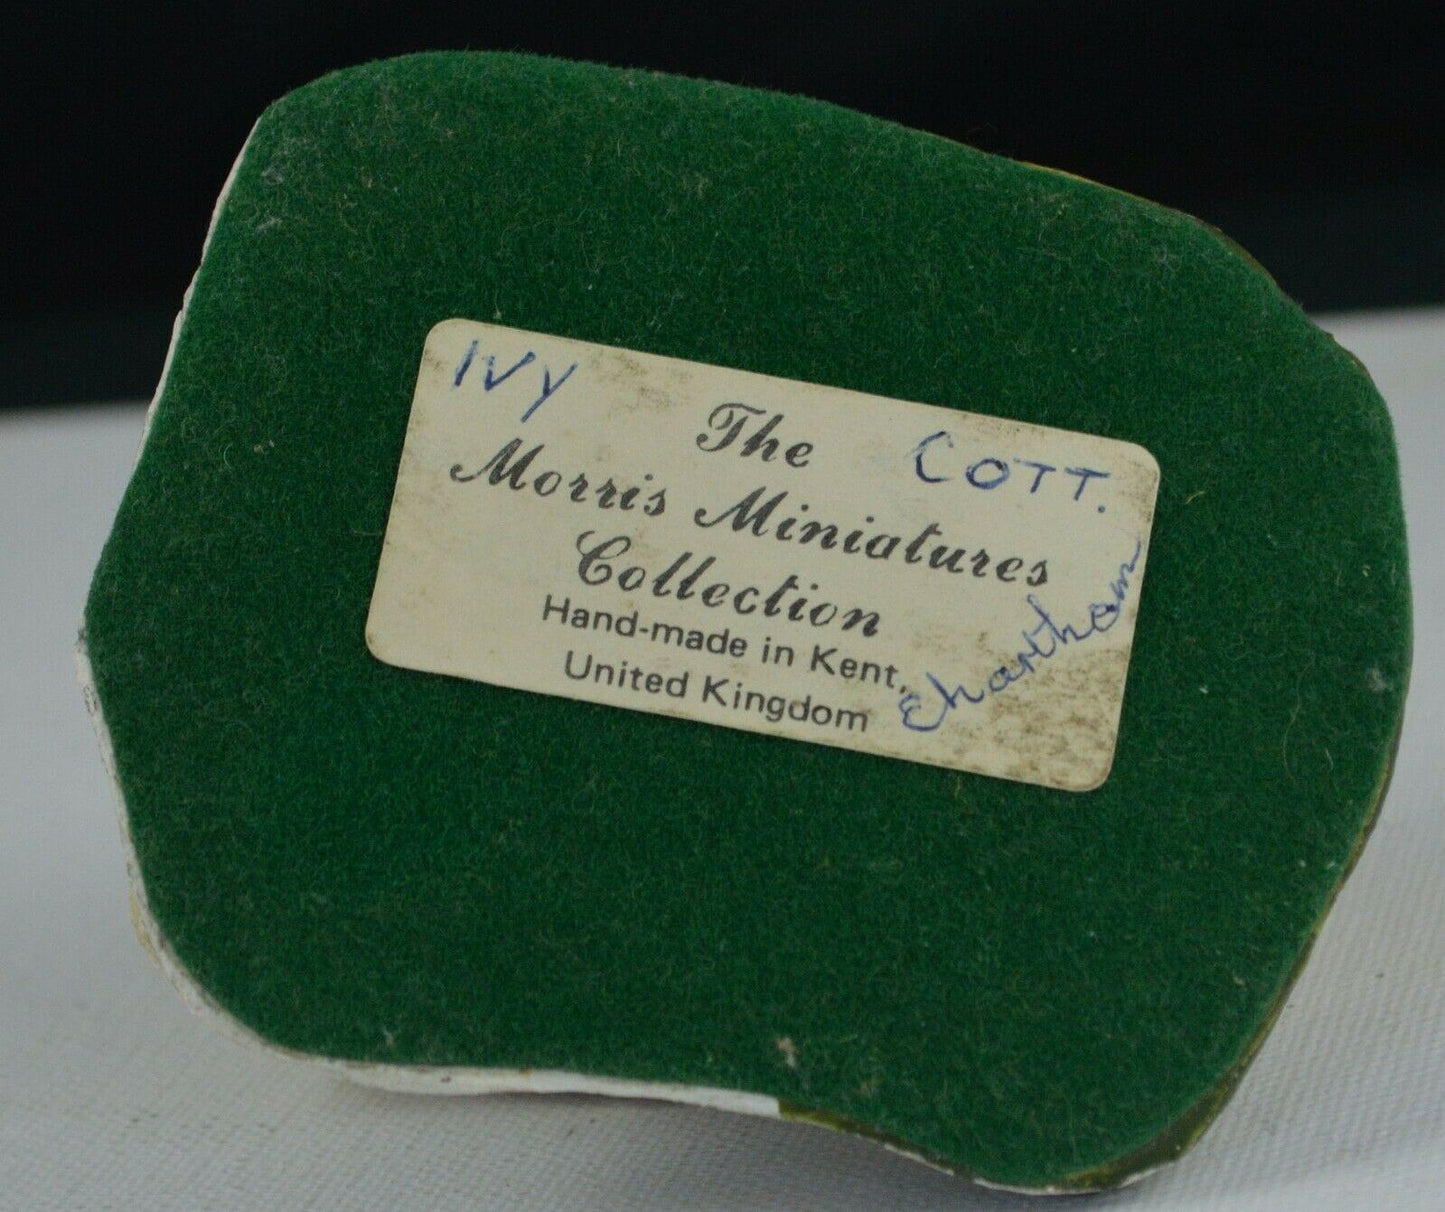 IVY COTT.
The
Morris Miniatures
Collection
Hand-made in Kent,
United Kingdom
Chartham